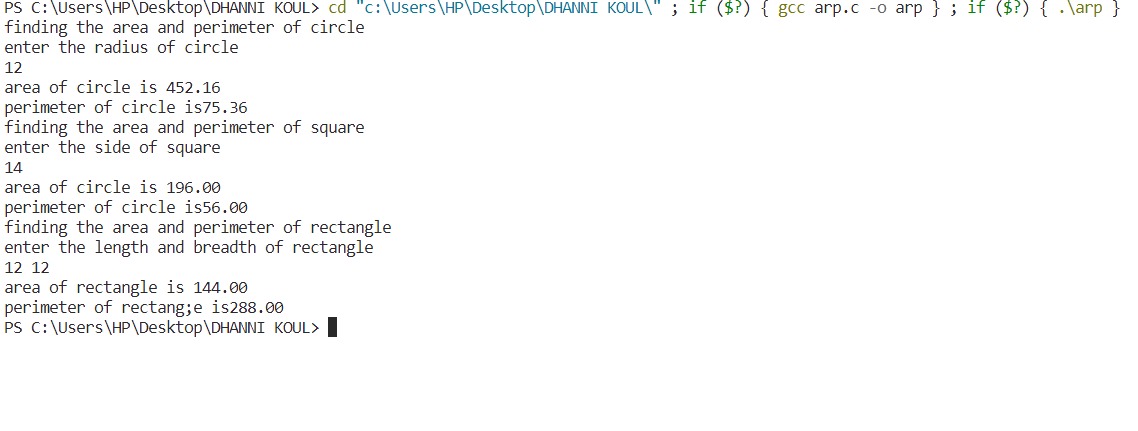 PS C:\Users\HP\Desktop\DHANNI KOUL> cd "c:\Users\HP\Desktop\DHANNI KOUL\" ; if ($?) { gcc arp.c -o arp } ; if ($?) { .\arp }
finding the area and perimeter of circle
enter the radius of circle
12
area of circle is 452.16
perimeter of circle is75.36
finding the area and perimeter of square
enter the side of square
14
area of circle is 196.00
perimeter of circle is56.00
finding the area and perimeter of rectangle
enter the length and breadth of rectangle
12 12
area of rectangle is 144.00
perimeter of rectang;e is288.00
PS C:\Users\HP\Desktop\DHANNI KOUL>